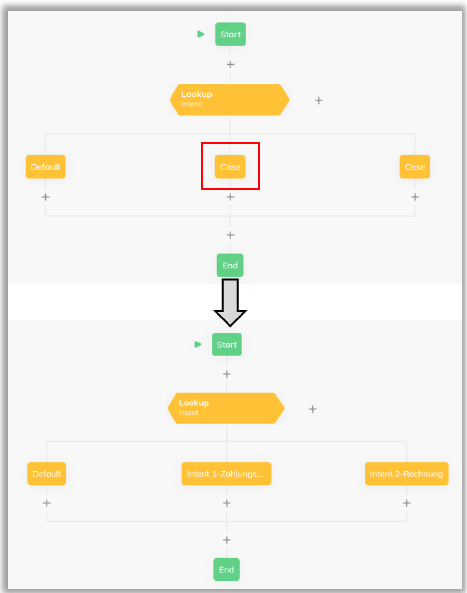 Start
Lookup
Intent
Default
Case
Case
End
Start
Lookup
Intent
Default
Intent 1-Zahlungs...
Intent 2-Rechnung
End